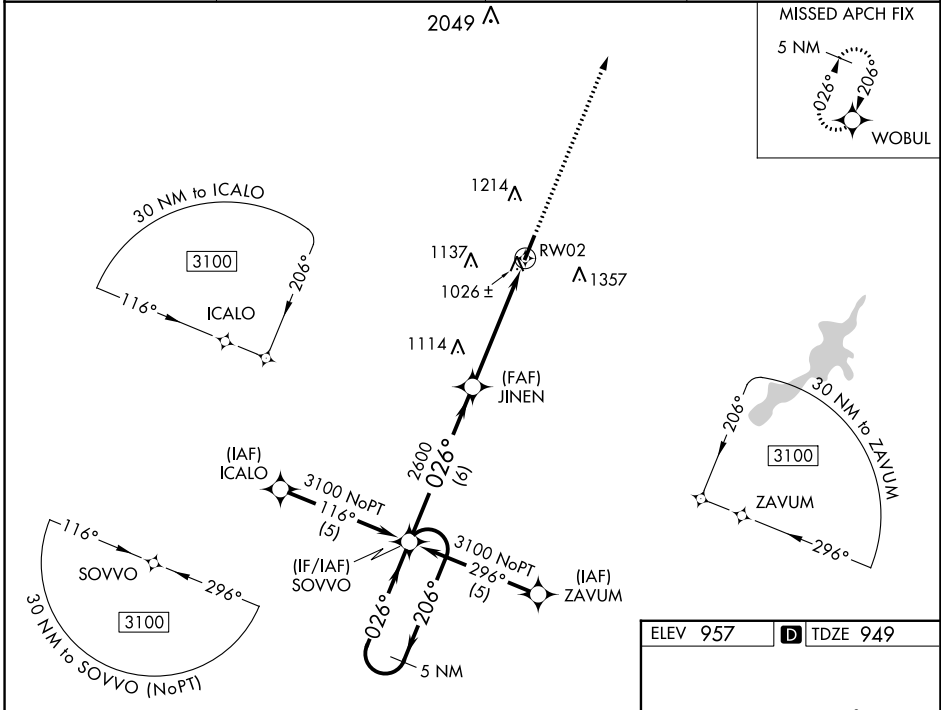 2049
MISSED APCH FIX
5 NM
026°
206°
WOBUL
1214
30 NM to ICALO
3100
206°
116°
ICALO
1137
RW02
1026 ±
1357
1114
(FAF)
JINEN
206°
30 NM to ZAVUM
3100
ZAVUM
296°
2600
026°
(6)
(IAF)
ICALO
3100 NoPT
116°
(5)
(IF/IAF)
SOVVO
3100 NoPT
296°
(5)
(IAF)
ZAVUM
116°
SOVVO
296°
3100
30 NM to SOVVO (NoPT)
026°
206°
5 NM
ELEV 957
D TDZE 949